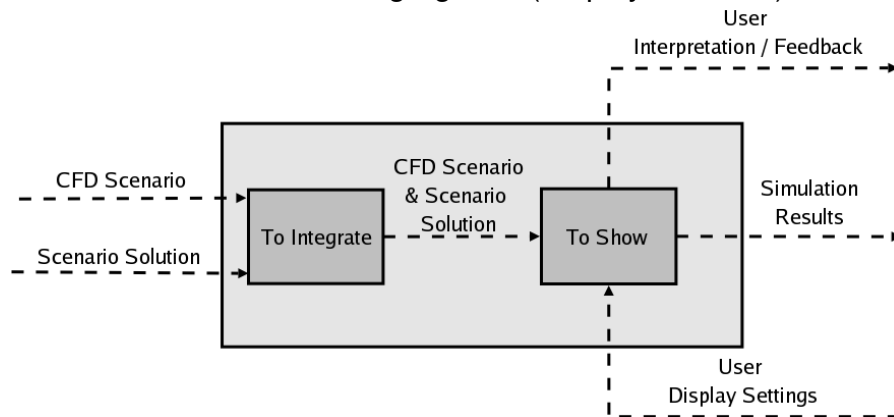 User
Interpretation / Feedback
CFD Scenario
Scenario Solution
To Integrate
CFD Scenario
& Scenario
Solution
To Show
Simulation
Results
User
Display Settings